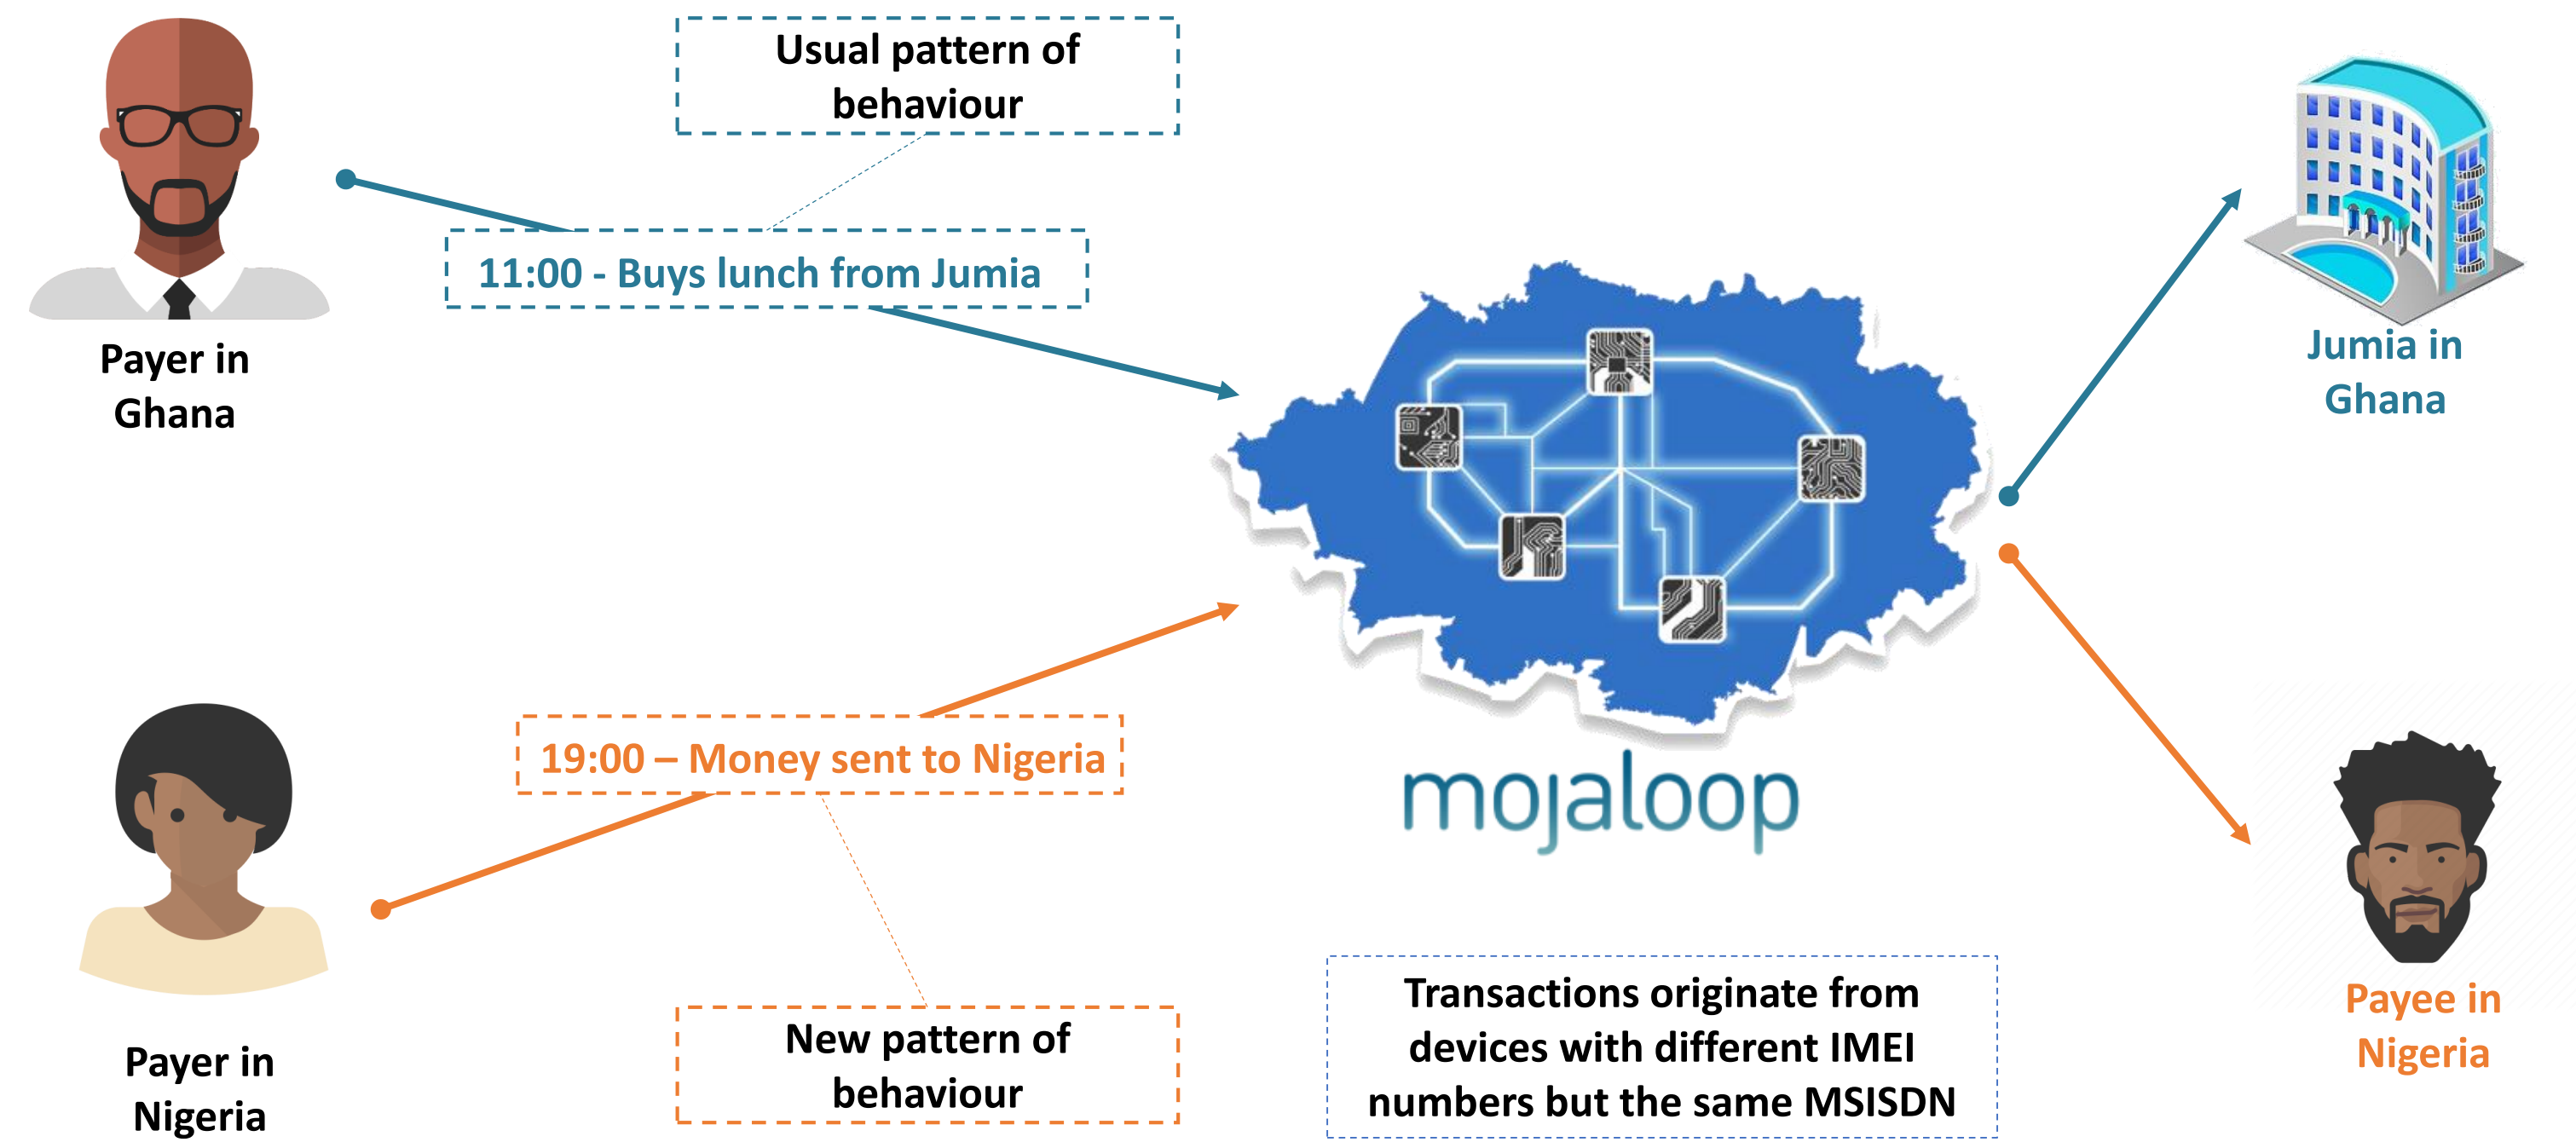 Usual pattern of
behaviour
11:00 - Buys lunch from Jumia
Payer in
Ghana
Jumia in
Ghana
19:00 – Money sent to Nigeria
mojaloop
Payer in
Nigeria
New pattern of
behaviour
Transactions originate from
devices with different IMEI
numbers but the same MSISDN
Payee in
Nigeria